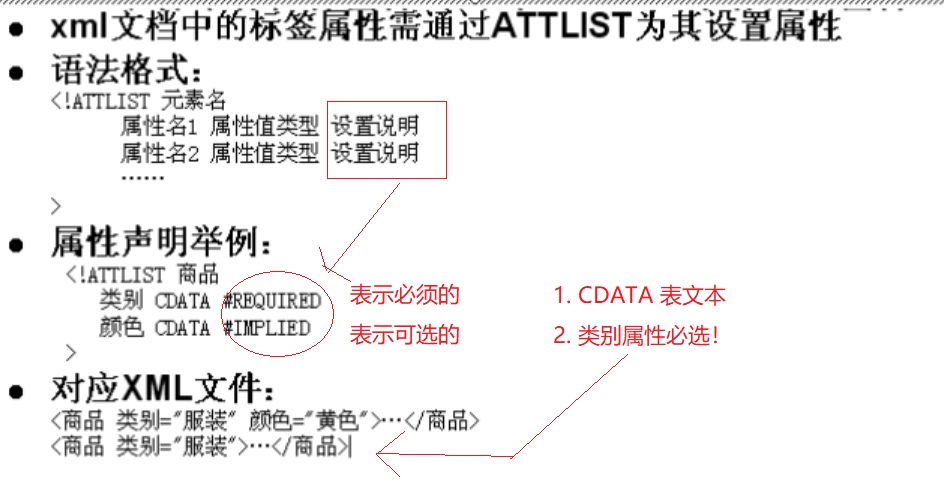 • xml文档中的标签属性需通过ATTLIST为其设置属性
• 语法格式：
<!ATTLIST 元素名
属性名1 属性值类型 设置说明
属性名2 属性值类型 设置说明
……
>
• 属性声明举例：
<!ATTLIST 商品
类别 CDATA #REQUIRED 表示必须的 1. CDATA 表文本
颜色 CDATA #IMPLIED 表示可选的 2. 类别属性必选！
>
• 对应XML文件：
<商品 类别="服装" 颜色="黄色">…</商品>
<商品 类别="服装">…</商品>